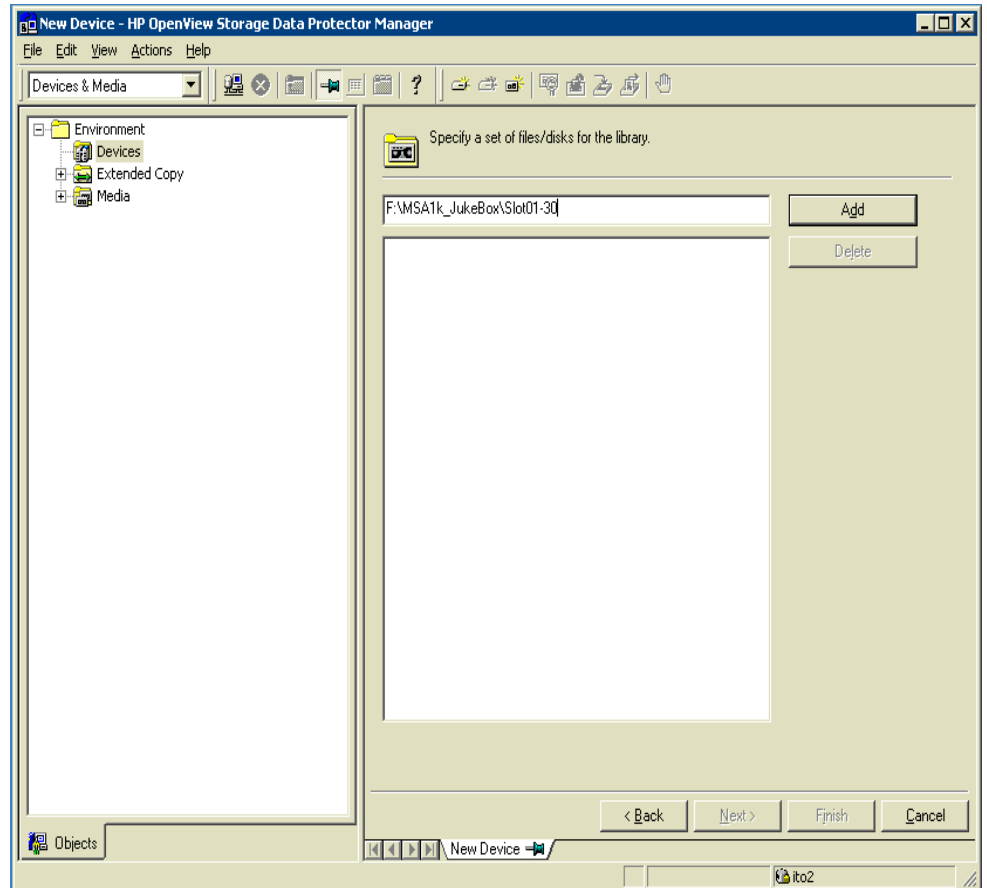 New Device - HP OpenView Storage Data Protector Manager
File Edit View Actions Help
Devices & Media
?
Environment
Devices
Extended Copy
Media
Specify a set of files/disks for the library.
F:\MSA1k_JukeBox\Slot01-30
Add
Delete
< Back
Next >
Finish
Cancel
Objects
New Device
ito2